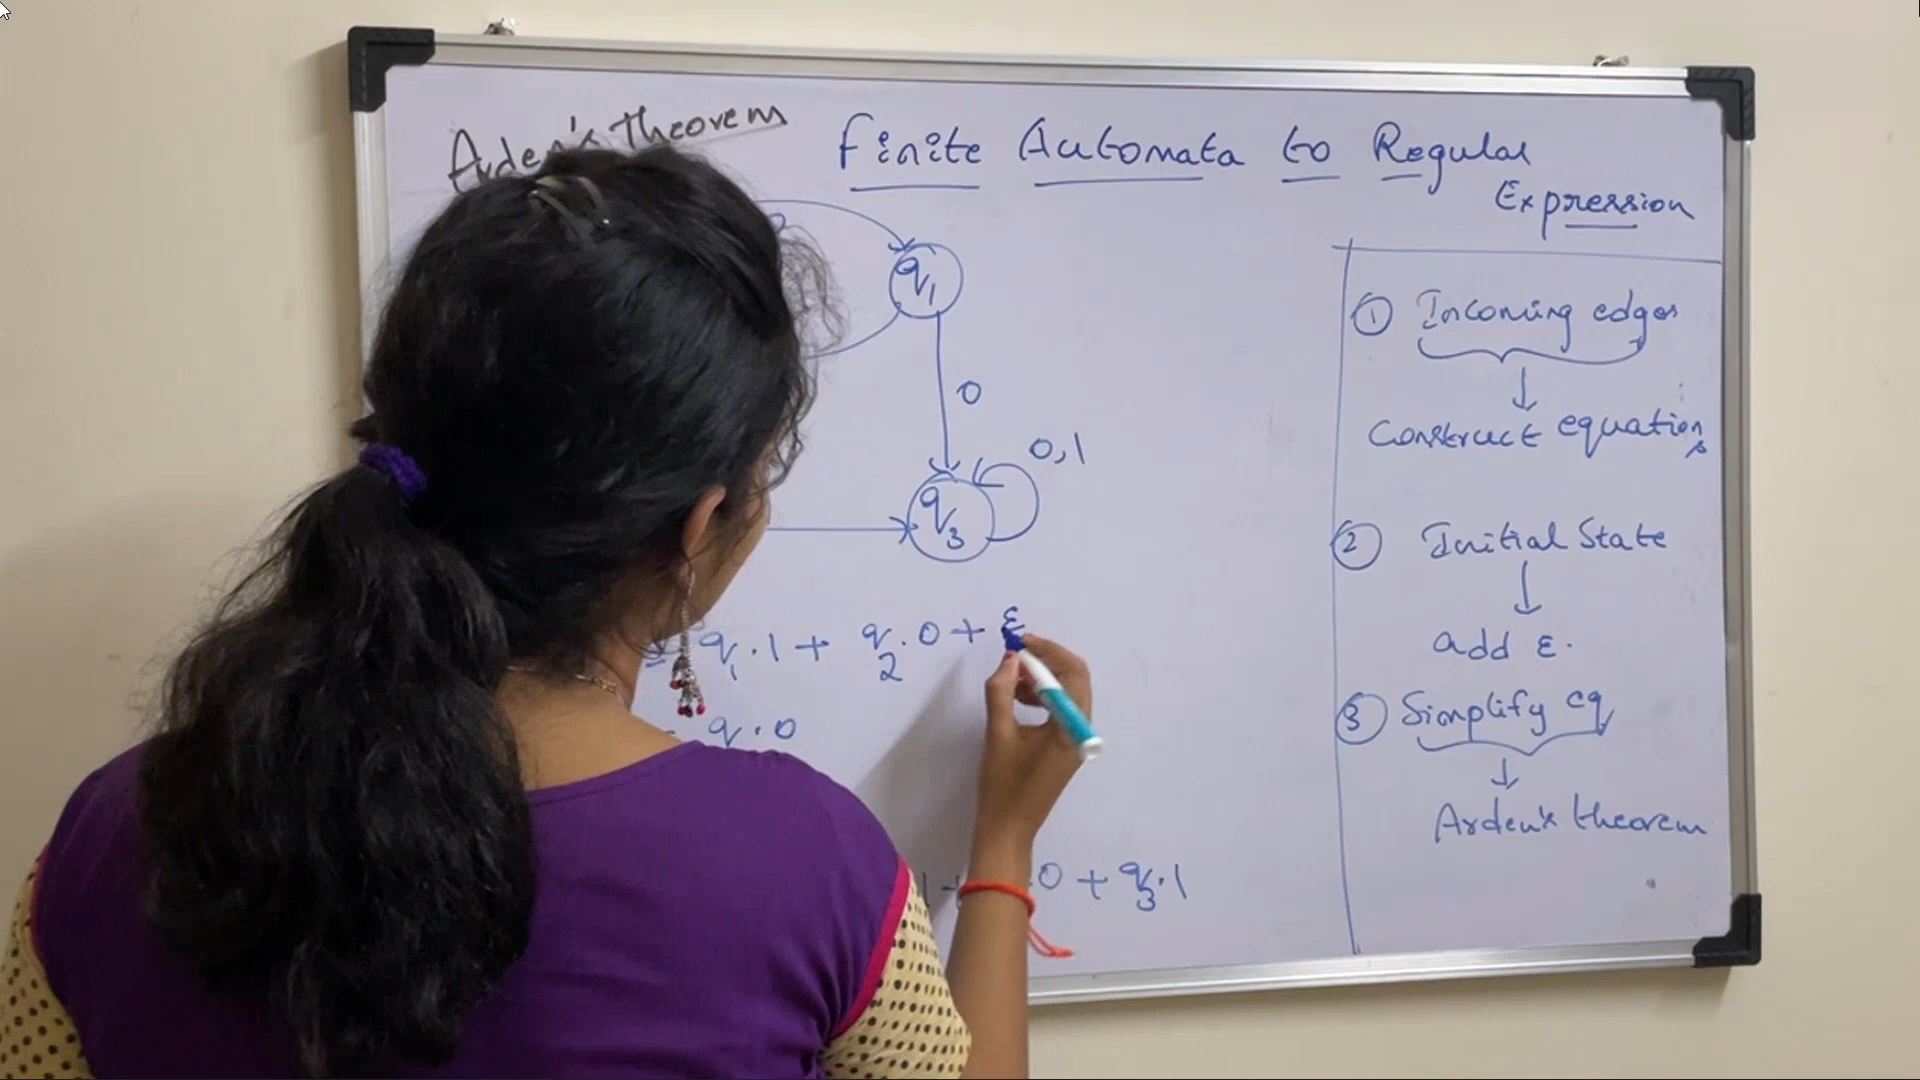 Arden's theorem
Finite Automata to Regular
Expression
q1
0
0,1
q3
① Incoming edges
↓
Construct equations
② Initial State
↓
add ε.
③ Simplify eq
↓
Arden's theorem
= q1.1 + q2.0 + ε
q.0
1 + .0 + q3.1